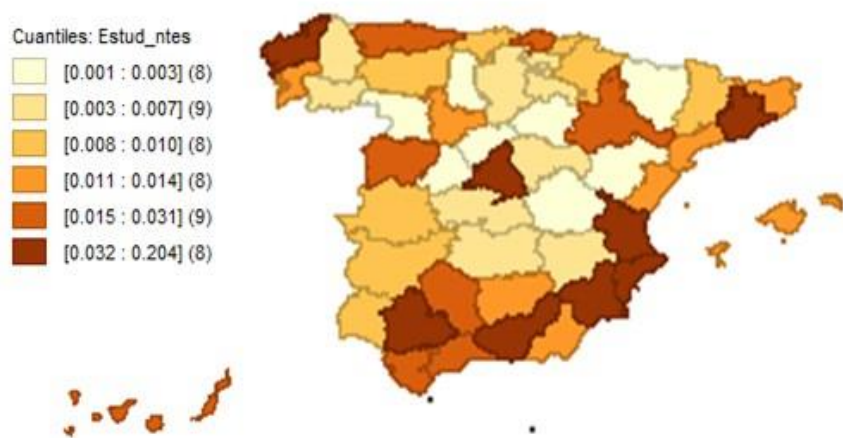 Cuantiles: Estud_ntes
[0.001 : 0.003] (8)
[0.003 : 0.007] (9)
[0.008 : 0.010] (8)
[0.011 : 0.014] (8)
[0.015 : 0.031] (9)
[0.032 : 0.204] (8)